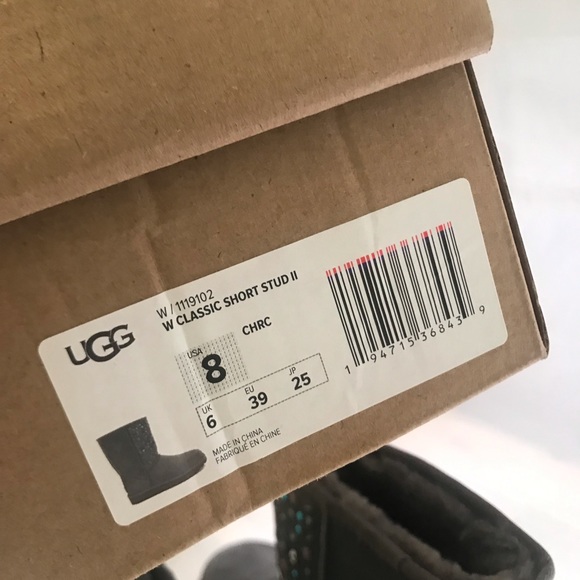 UGG
W / 1119102
W CLASSIC SHORT STUD II
CHRC
USA
8
UK EU JP
6 39 25
MADE IN CHINA
FABRIQUÉ EN CHINE
1 94715 36843 9